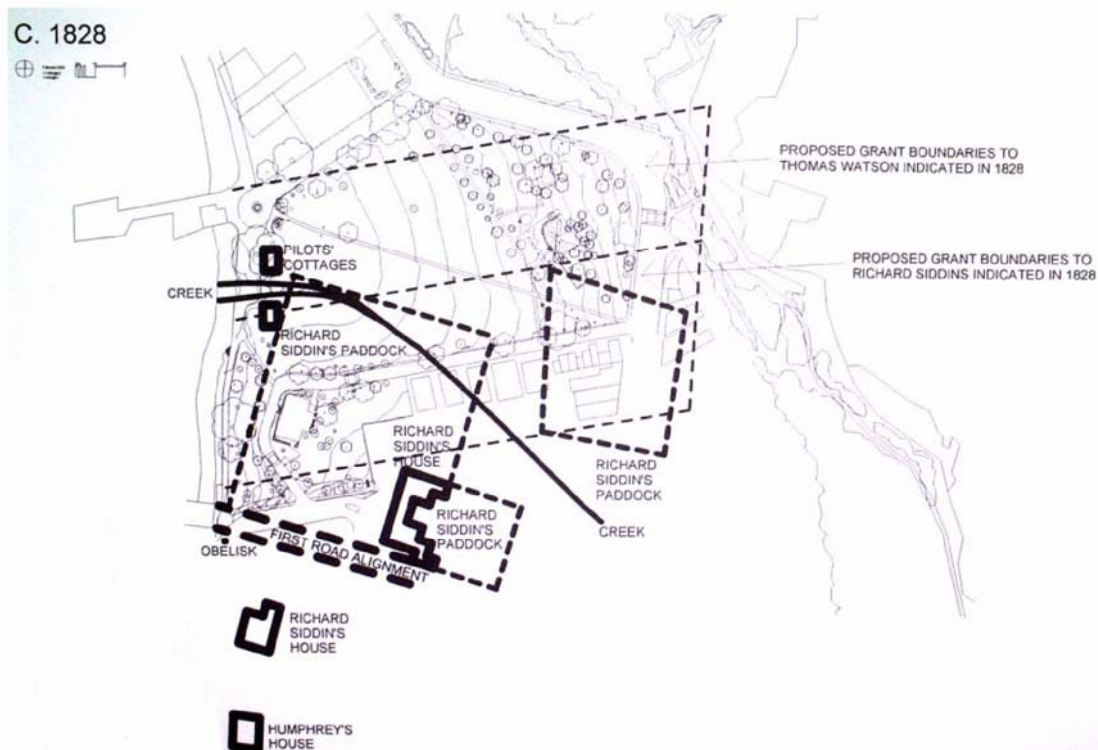 C. 1828
PROPOSED GRANT BOUNDARIES TO
THOMAS WATSON INDICATED IN 1828
PROPOSED GRANT BOUNDARIES TO
RICHARD SIDDINS INDICATED IN 1828
PILOTS'
COTTAGES
CREEK
RICHARD
SIDDIN'S PADDOCK
RICHARD
SIDDIN'S
HOUSE
RICHARD
SIDDIN'S
PADDOCK
RICHARD
SIDDIN'S
PADDOCK
CREEK
OBELISK
FIRST ROAD ALIGNMENT
RICHARD
SIDDIN'S
HOUSE
HUMPHREY'S
HOUSE